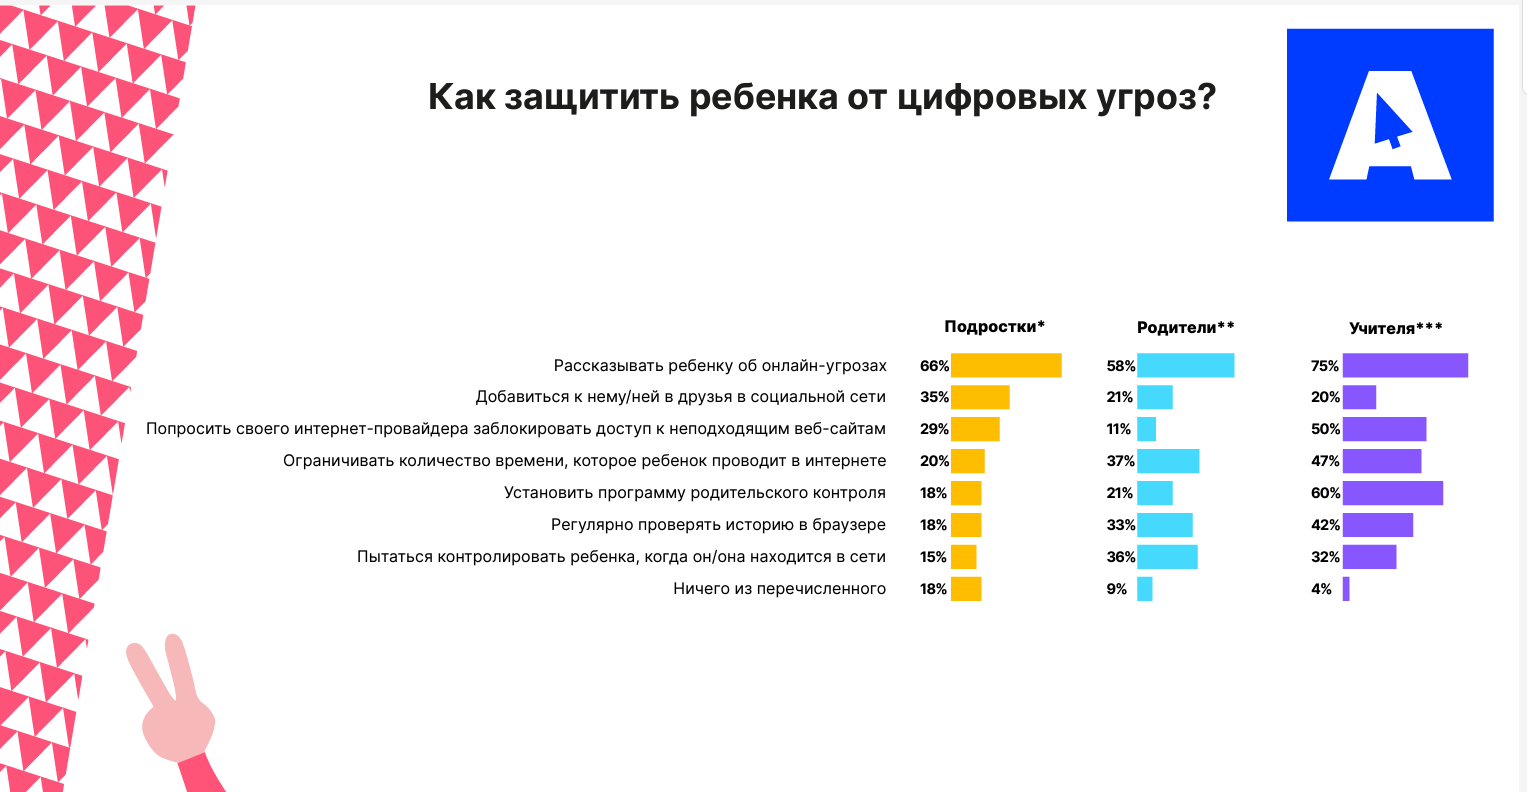 Как защитить ребенка от цифровых угроз?
A
Подростки* Родители** Учителя***
Рассказывать ребенку об онлайн-угрозах 66% 58% 75%
Добавиться к нему/ней в друзья в социальной сети 35% 21% 20%
Попросить своего интернет-провайдера заблокировать доступ к неподходящим веб-сайтам 29% 11% 50%
Ограничивать количество времени, которое ребенок проводит в интернете 20% 37% 47%
Установить программу родительского контроля 18% 21% 60%
Регулярно проверять историю в браузере 18% 33% 42%
Пытаться контролировать ребенка, когда он/она находится в сети 15% 36% 32%
Ничего из перечисленного 18% 9% 4%